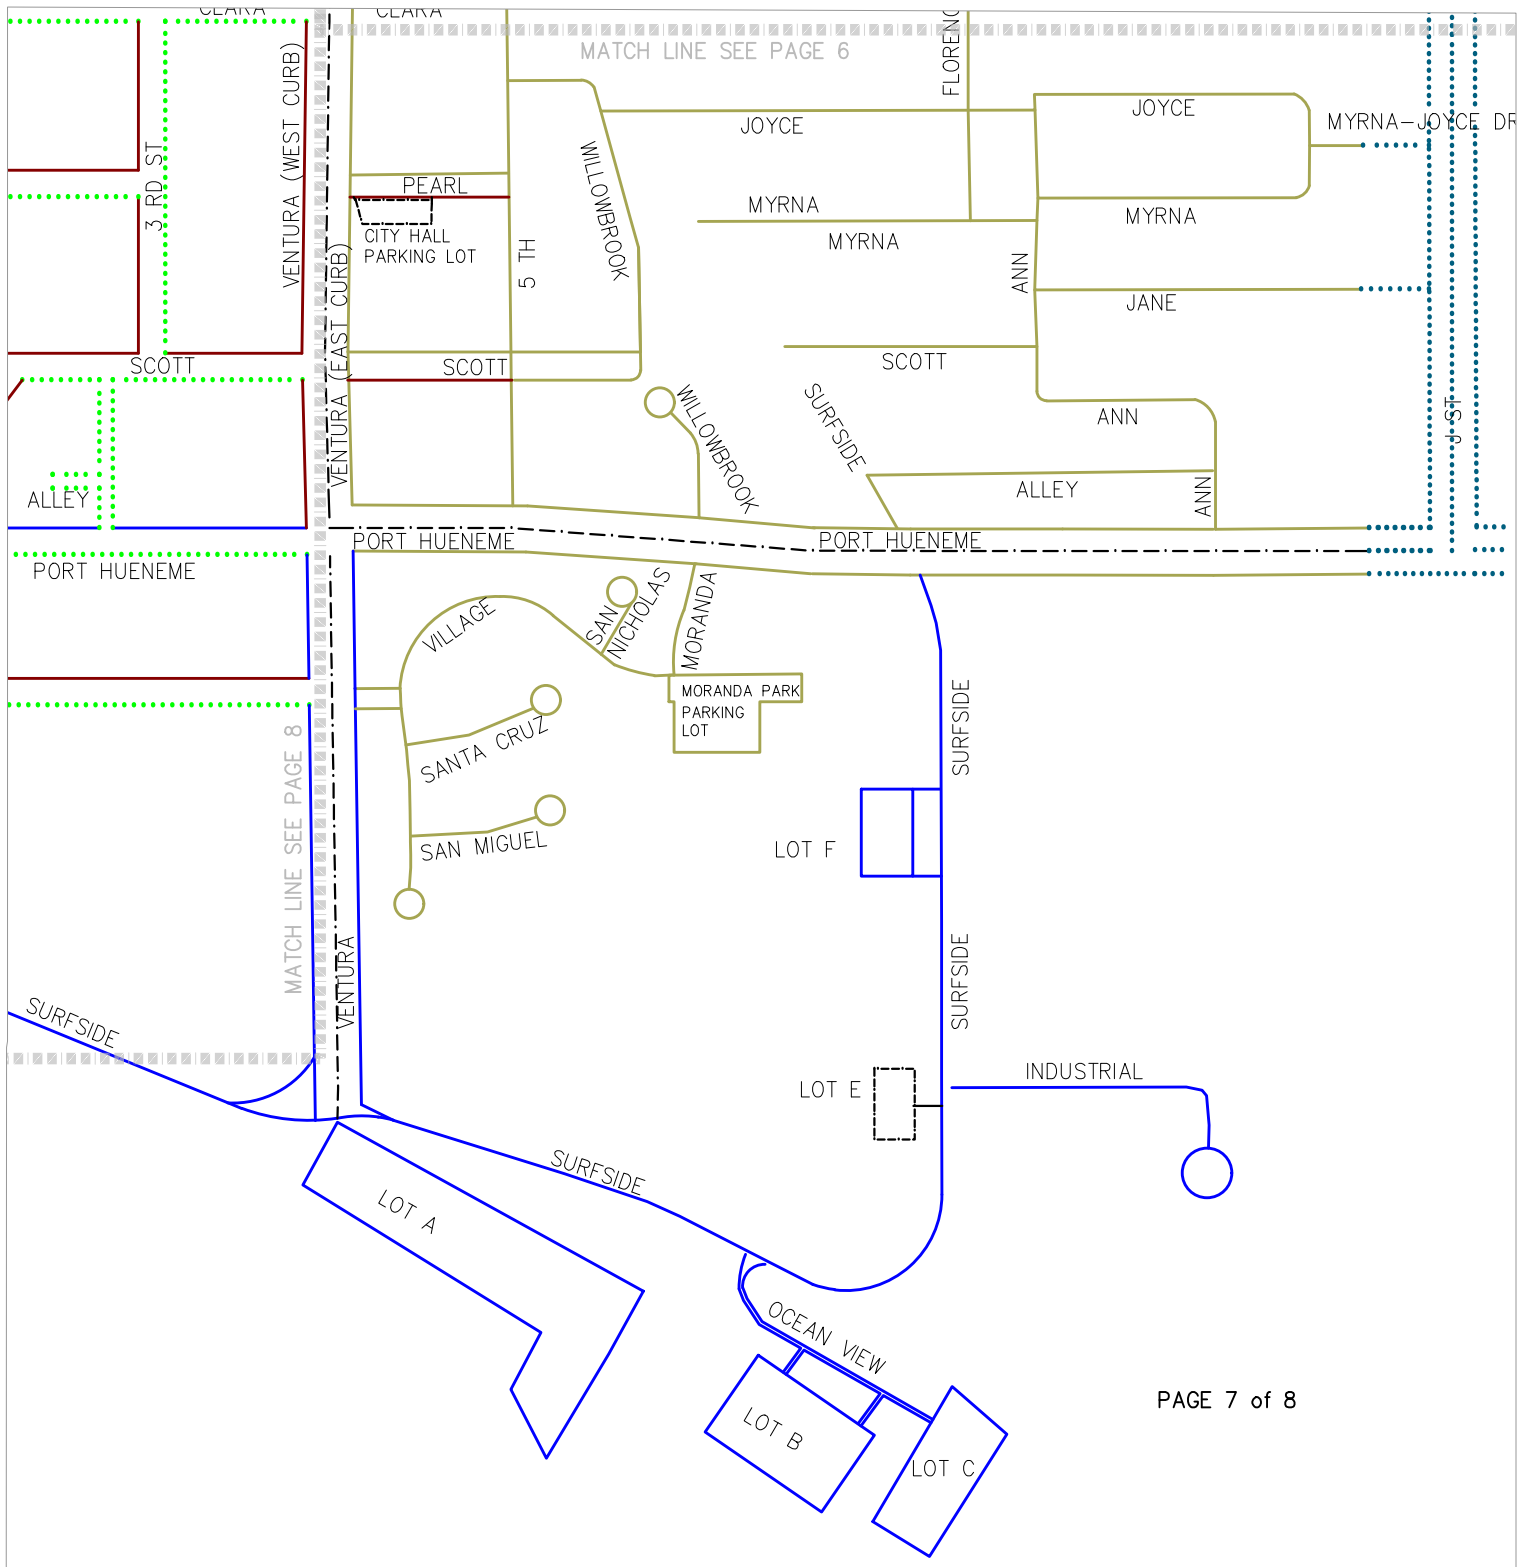 CLARA
CLARA
MATCH LINE SEE PAGE 6
VENTURA (WEST CURB)
JOYCE
JOYCE
MYRNA-JOYCE DR
3 RD ST
WILLOWBROOK
PEARL
MYRNA
MYRNA
MYRNA
CITY HALL
PARKING LOT
5 TH
ANN
JANE
VENTURA (EAST CURB)
VENTURA
SCOTT
SCOTT
SCOTT
WILLOWBROOK
SURFSIDE
ANN
J ST
ALLEY
ALLEY
ANN
PORT HUENEME
PORT HUENEME
PORT HUENEME
VILLAGE
SAN
NICHOLAS
MORANDA
MORANDA PARK
PARKING
LOT
SURFSIDE
SANTA CRUZ
MATCH LINE SEE PAGE 8
SAN MIGUEL
LOT F
VENTURA
SURFSIDE
SURFSIDE
INDUSTRIAL
LOT E
SURFSIDE
LOT A
OCEAN VIEW
PAGE 7 of 8
LOT B
LOT C